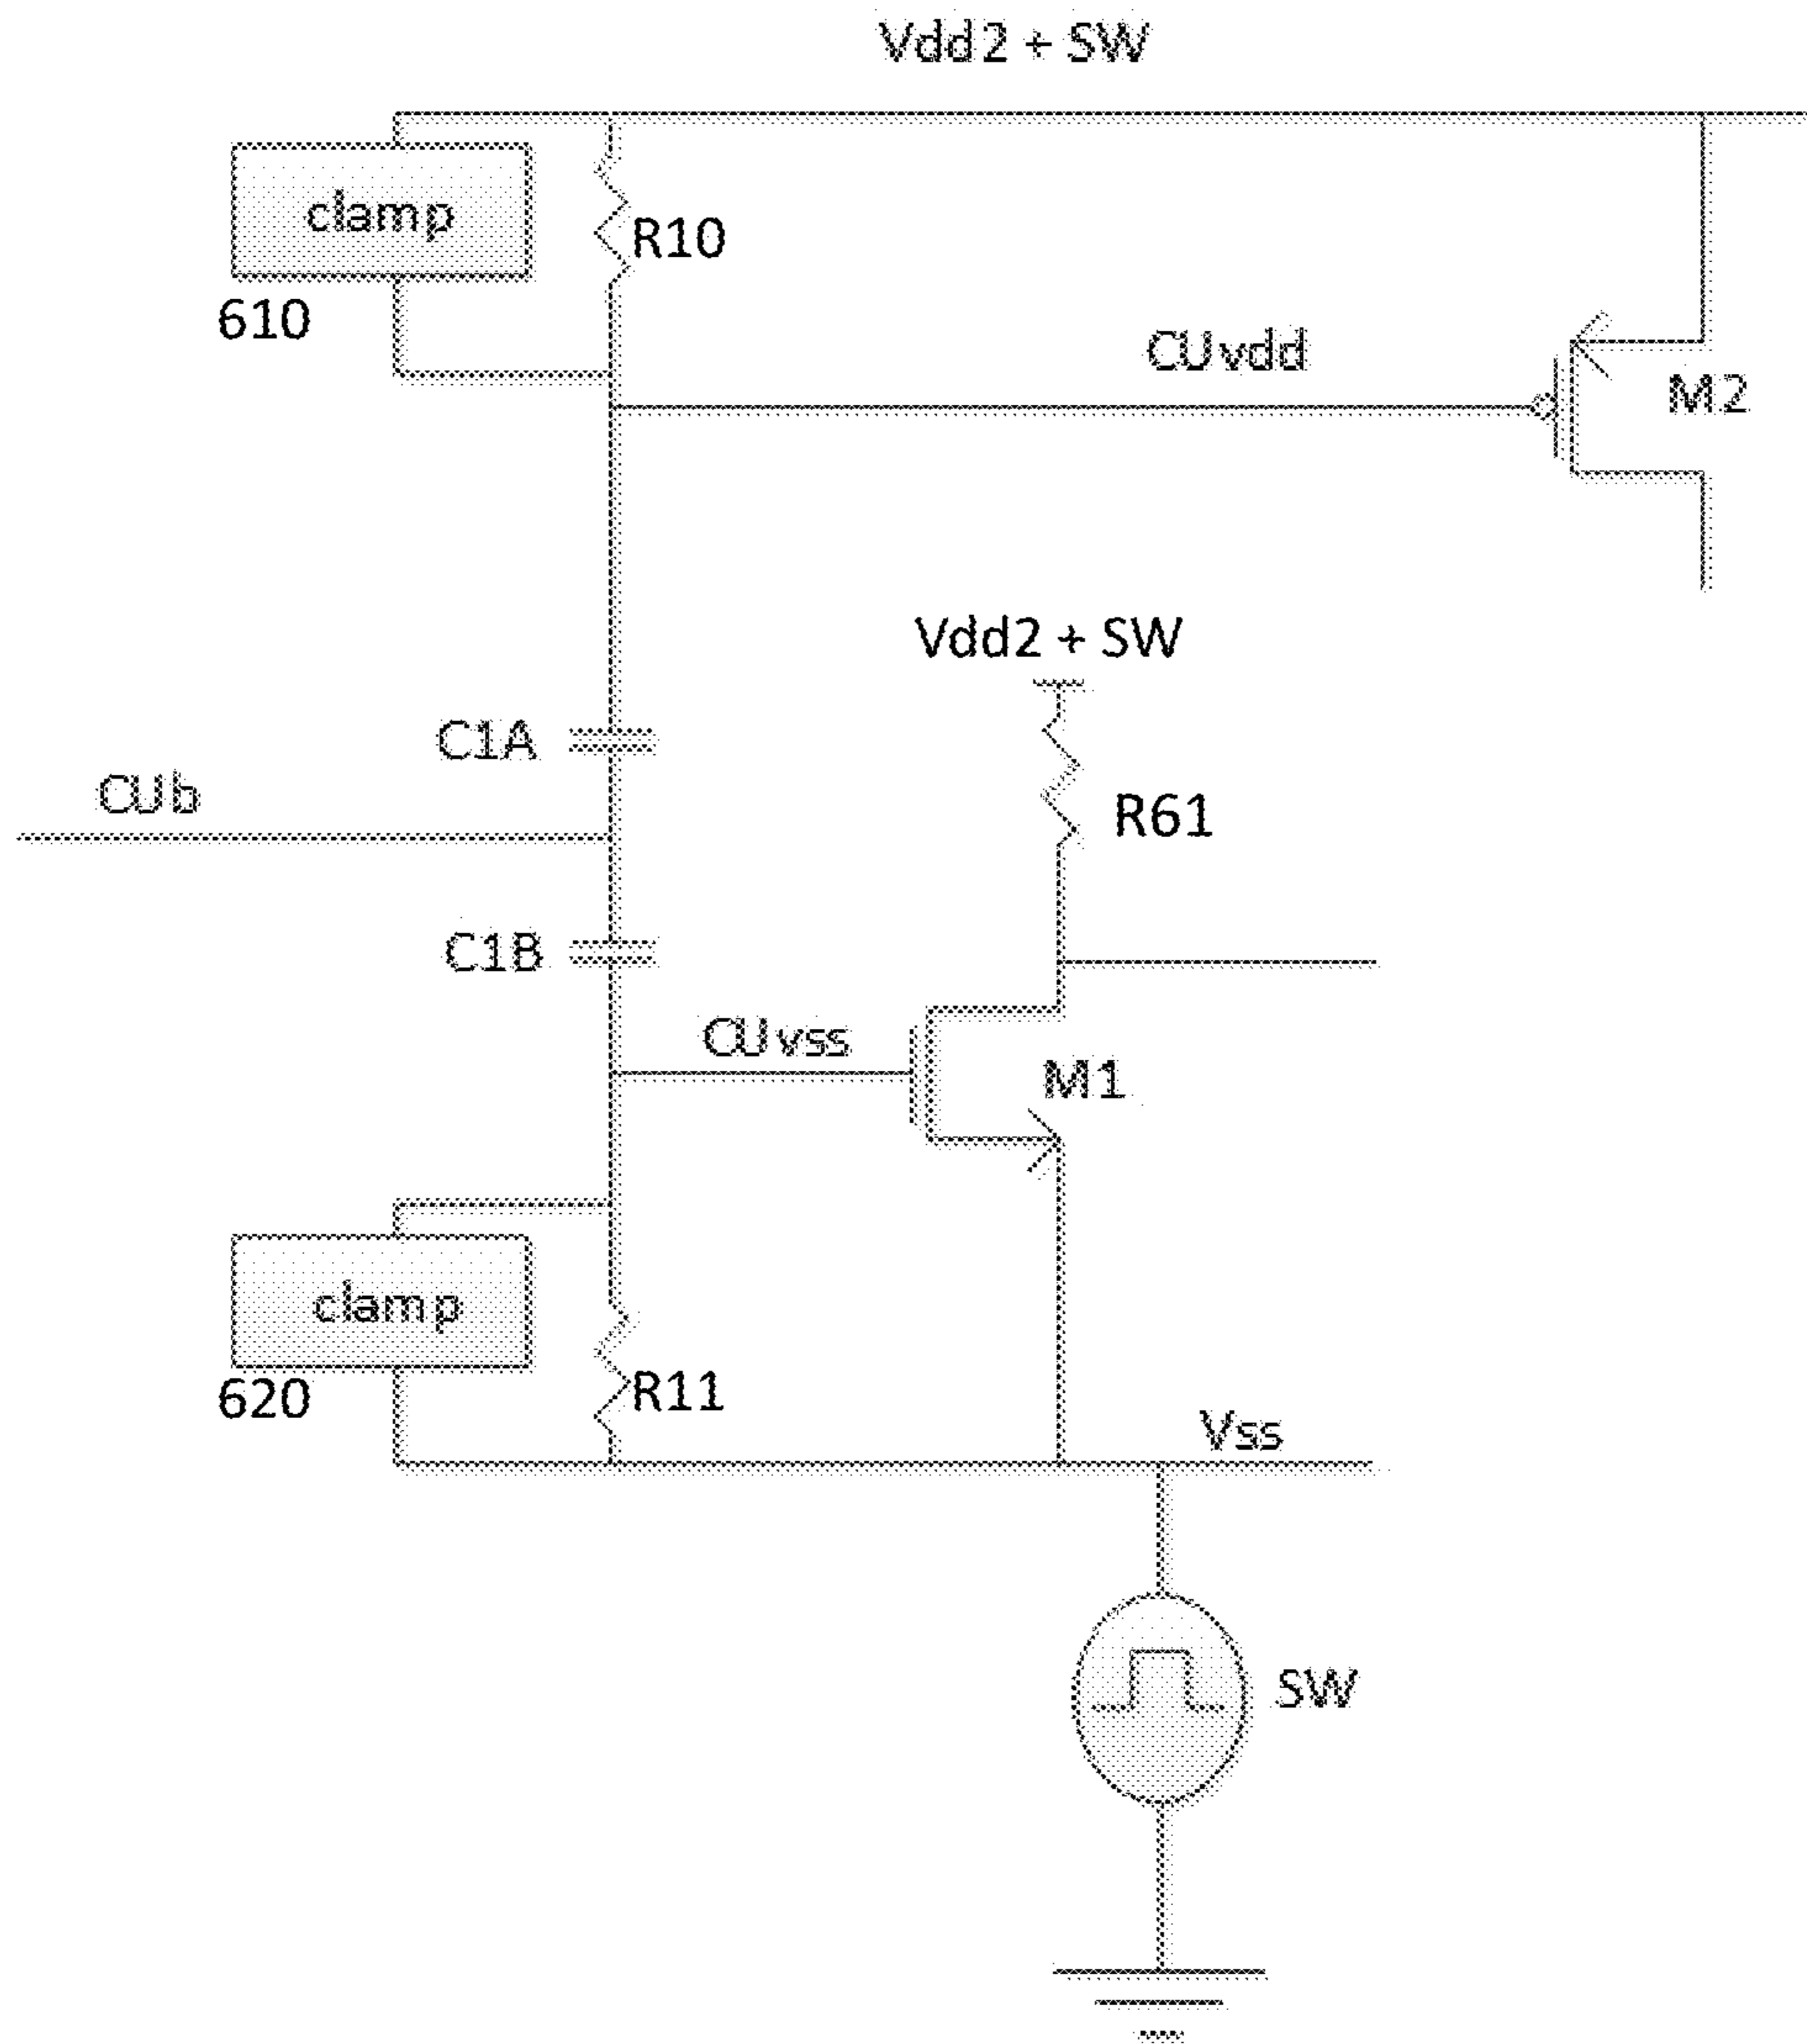 Vdd2 + SW
clamp
R10
610
CUvdd
M2
Vdd2 + SW
C1A
CUb
R61
C1B
CUvss
M1
clamp
620
R11
Vss
SW